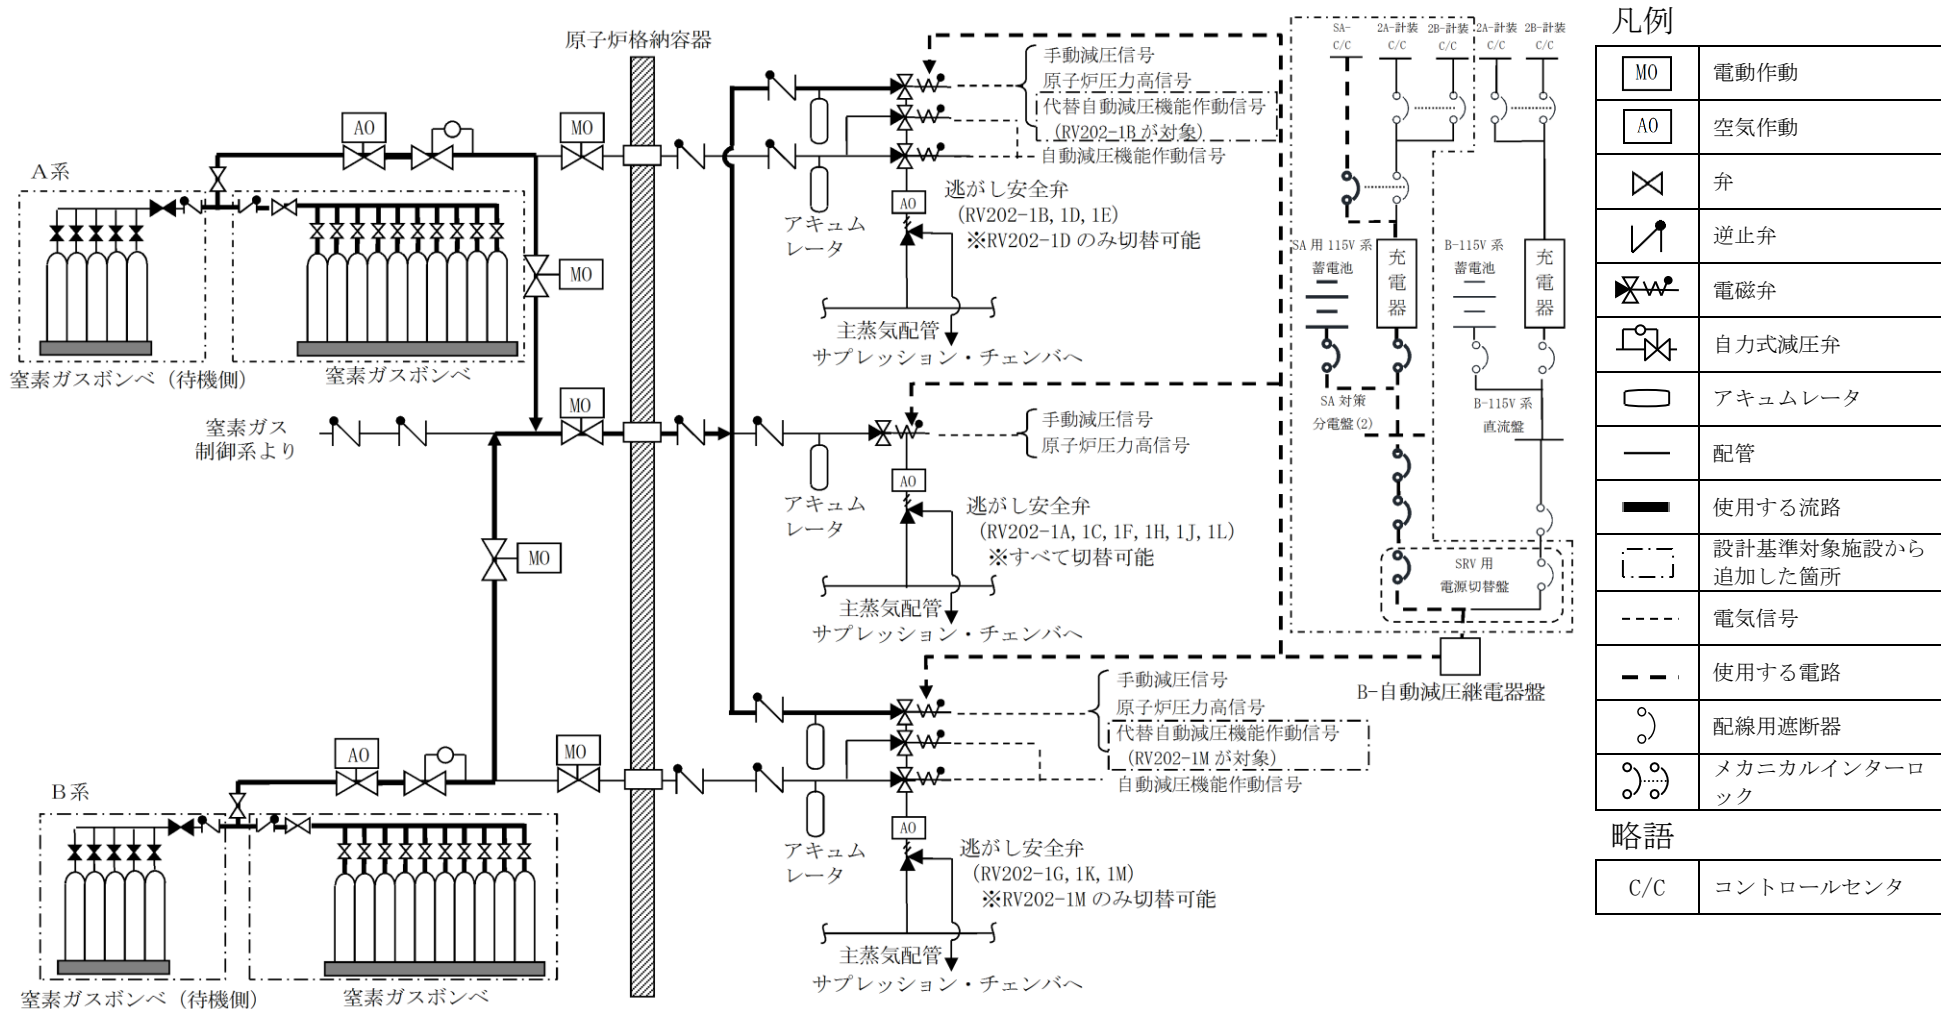 原子炉格納容器
A系
AO
MO
MO
窒素ガスボンベ（待機側）
窒素ガスボンベ
窒素ガス
制御系より
MO
MO
B系
AO
MO
窒素ガスボンベ（待機側）
窒素ガスボンベ
手動減圧信号
原子炉圧力高信号
代替自動減圧機能作動信号
（RV202-1Bが対象）
自動減圧機能作動信号
アキュム
レータ
AO
逃がし安全弁
（RV202-1B,1D,1E）
※RV202-1Dのみ切替可能
主蒸気配管
サプレッション・チェンバへ
手動減圧信号
原子炉圧力高信号
アキュム
レータ
AO
逃がし安全弁
（RV202-1A,1C,1F,1H,1J,1L）
※すべて切替可能
主蒸気配管
サプレッション・チェンバへ
手動減圧信号
原子炉圧力高信号
代替自動減圧機能作動信号
（RV202-1Mが対象）
自動減圧機能作動信号
アキュム
レータ
AO
逃がし安全弁
（RV202-1G,1K,1M）
※RV202-1Mのみ切替可能
主蒸気配管
サプレッション・チェンバへ
SA-
C/C
2A-計装
C/C
2B-計装
C/C
2A-計装
C/C
2B-計装
C/C
SA用115V系
蓄電池
充電器
B-115V系
蓄電池
充電器
SA対策
分電盤(2)
B-115V系
直流盤
SRV用
電源切替盤
B-自動減圧継電器盤
凡例
MO 電動作動
AO 空気作動
弁
逆止弁
電磁弁
自力式減圧弁
アキュムレータ
配管
使用する流路
設計基準対象施設から
追加した箇所
電気信号
使用する電路
配線用遮断器
メカニカルインターロ
ック
略語
C/C コントロールセンタ